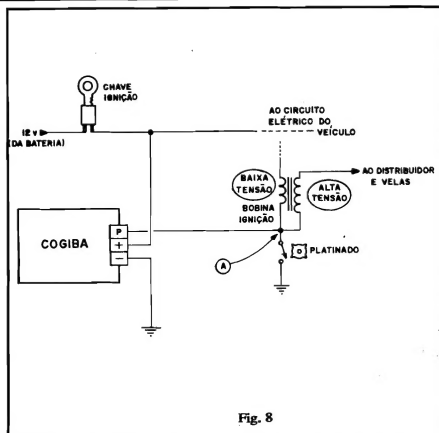 CHAVE
IGNIÇÃO
12 v
(DA BATERIA)
AO CIRCUITO
ELÉTRICO DO
VEÍCULO
BAIXA
TENSÃO
ALTA
TENSÃO
AO DISTRIBUIDOR
E VELAS
BOBINA
IGNIÇÃO
COGIBA
P
+
−
A
PLATINADO
Fig. 8